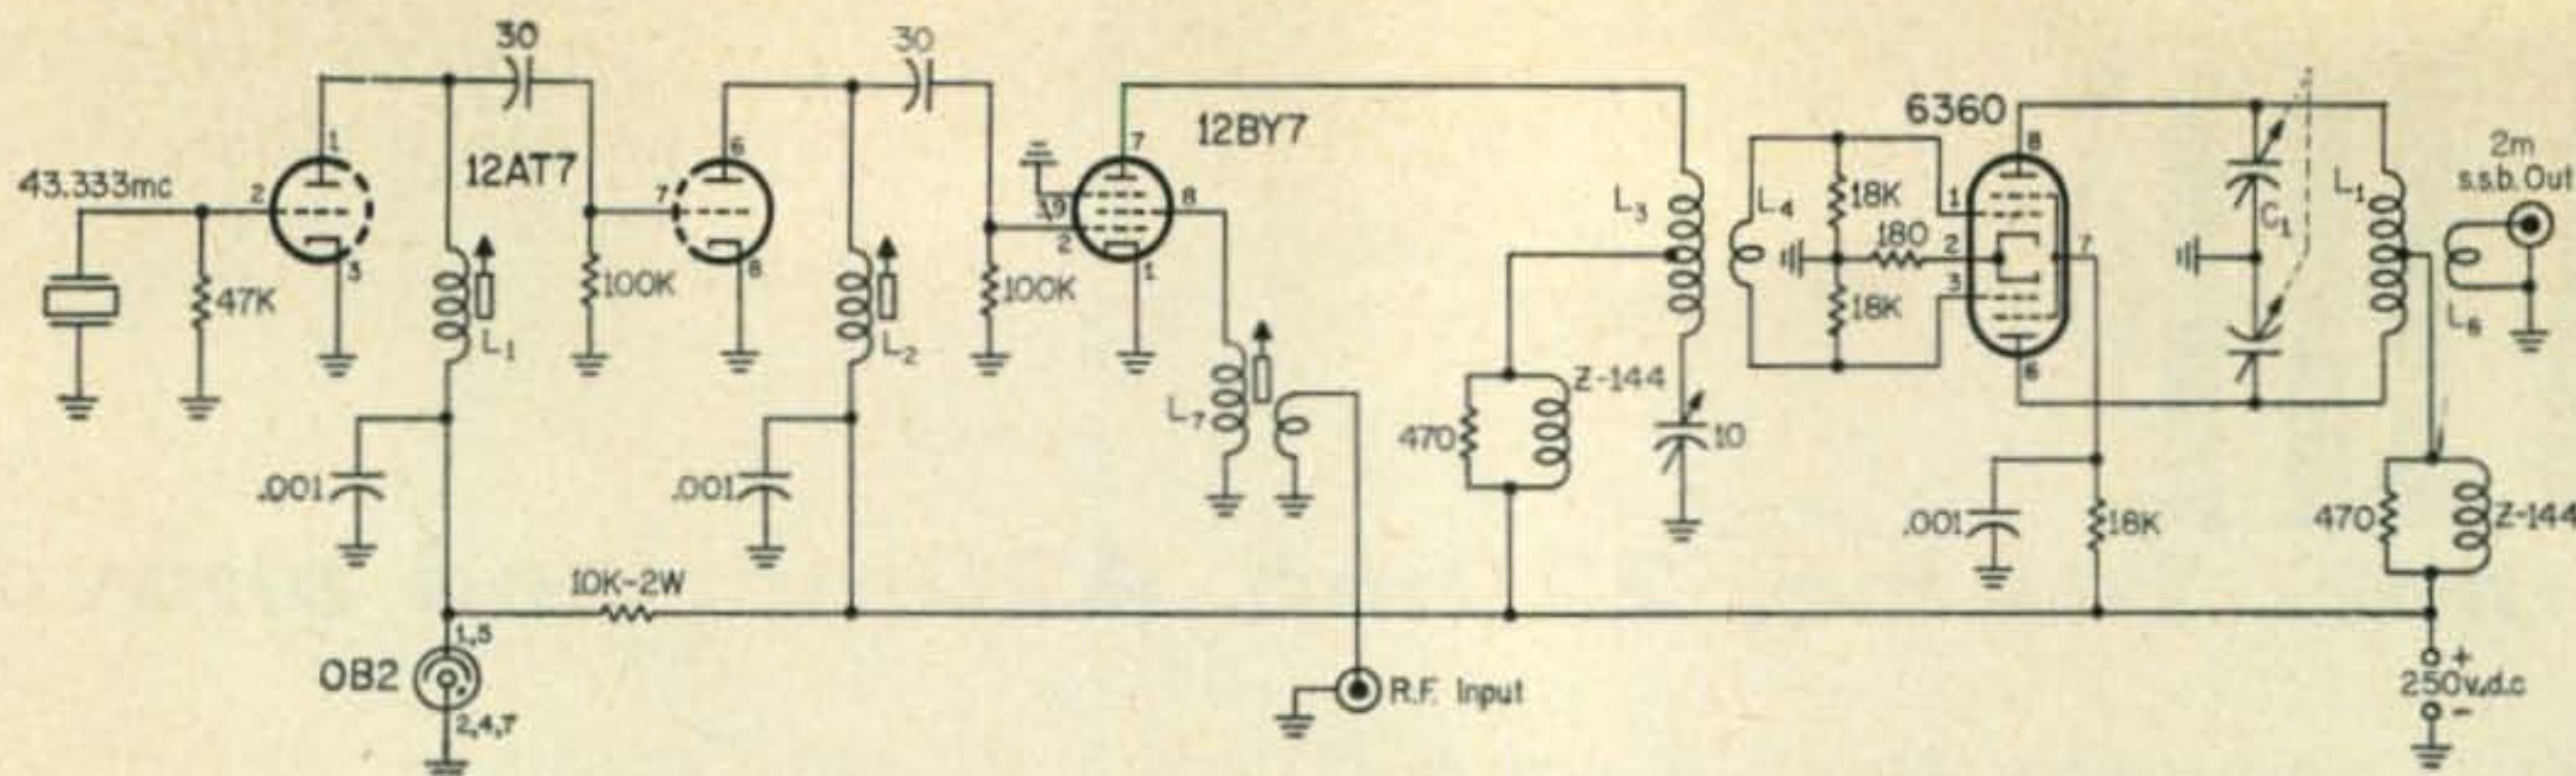 43.333mc
47K
2
1
3
30
12AT7
L1
.001
100K
7
6
8
30
L2
.001
100K
12BY7
7
3,9
2
8
1
L7
R.F. Input
10K-2W
OB2
1,5
2,4,7
L3
L4
470
Z-144
10
18K
180
18K
6360
8
1
2
3
7
6
.001
18K
C1
L1
L6
2m
s.s.b. Out
470
Z-144
+
250v.d.c
-